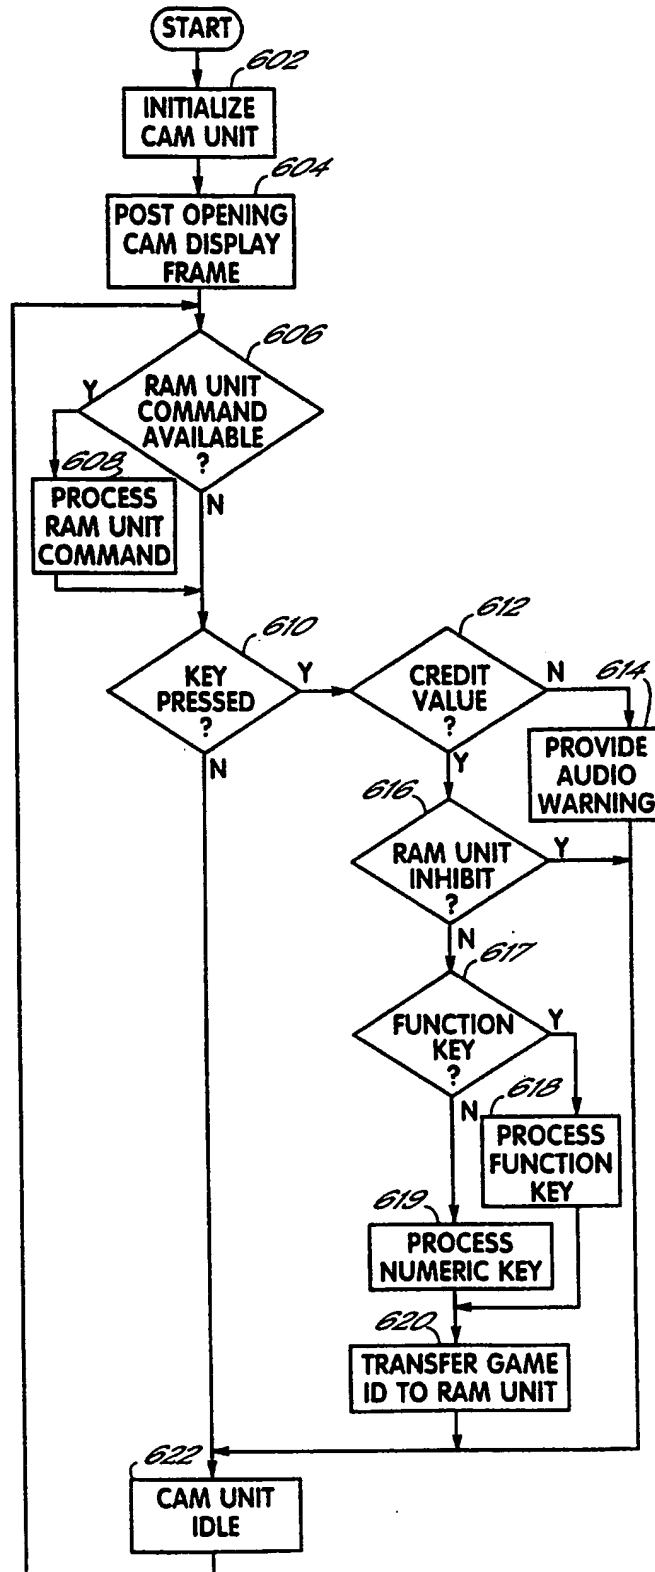 START
602
INITIALIZE
CAM UNIT
604
POST OPENING
CAM DISPLAY
FRAME
606
Y
RAM UNIT
COMMAND
AVAILABLE
?
N
608
PROCESS
RAM UNIT
COMMAND
610
KEY
PRESSED
?
Y
N
612
CREDIT
VALUE
?
N
Y
614
PROVIDE
AUDIO
WARNING
616
RAM UNIT
INHIBIT
?
Y
N
617
FUNCTION
KEY
?
Y
N
618
PROCESS
FUNCTION
KEY
619
PROCESS
NUMERIC KEY
620
TRANSFER GAME
ID TO RAM UNIT
622
CAM UNIT
IDLE